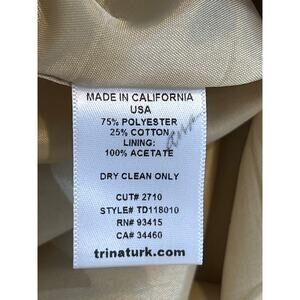 MADE IN CALIFORNIA
USA
75% POLYESTER
25% COTTON
LINING:
100% ACETATE
DRY CLEAN ONLY
CUT# 2710
STYLE# TD118010
RN# 93415
CA# 34460
trinaturk.com